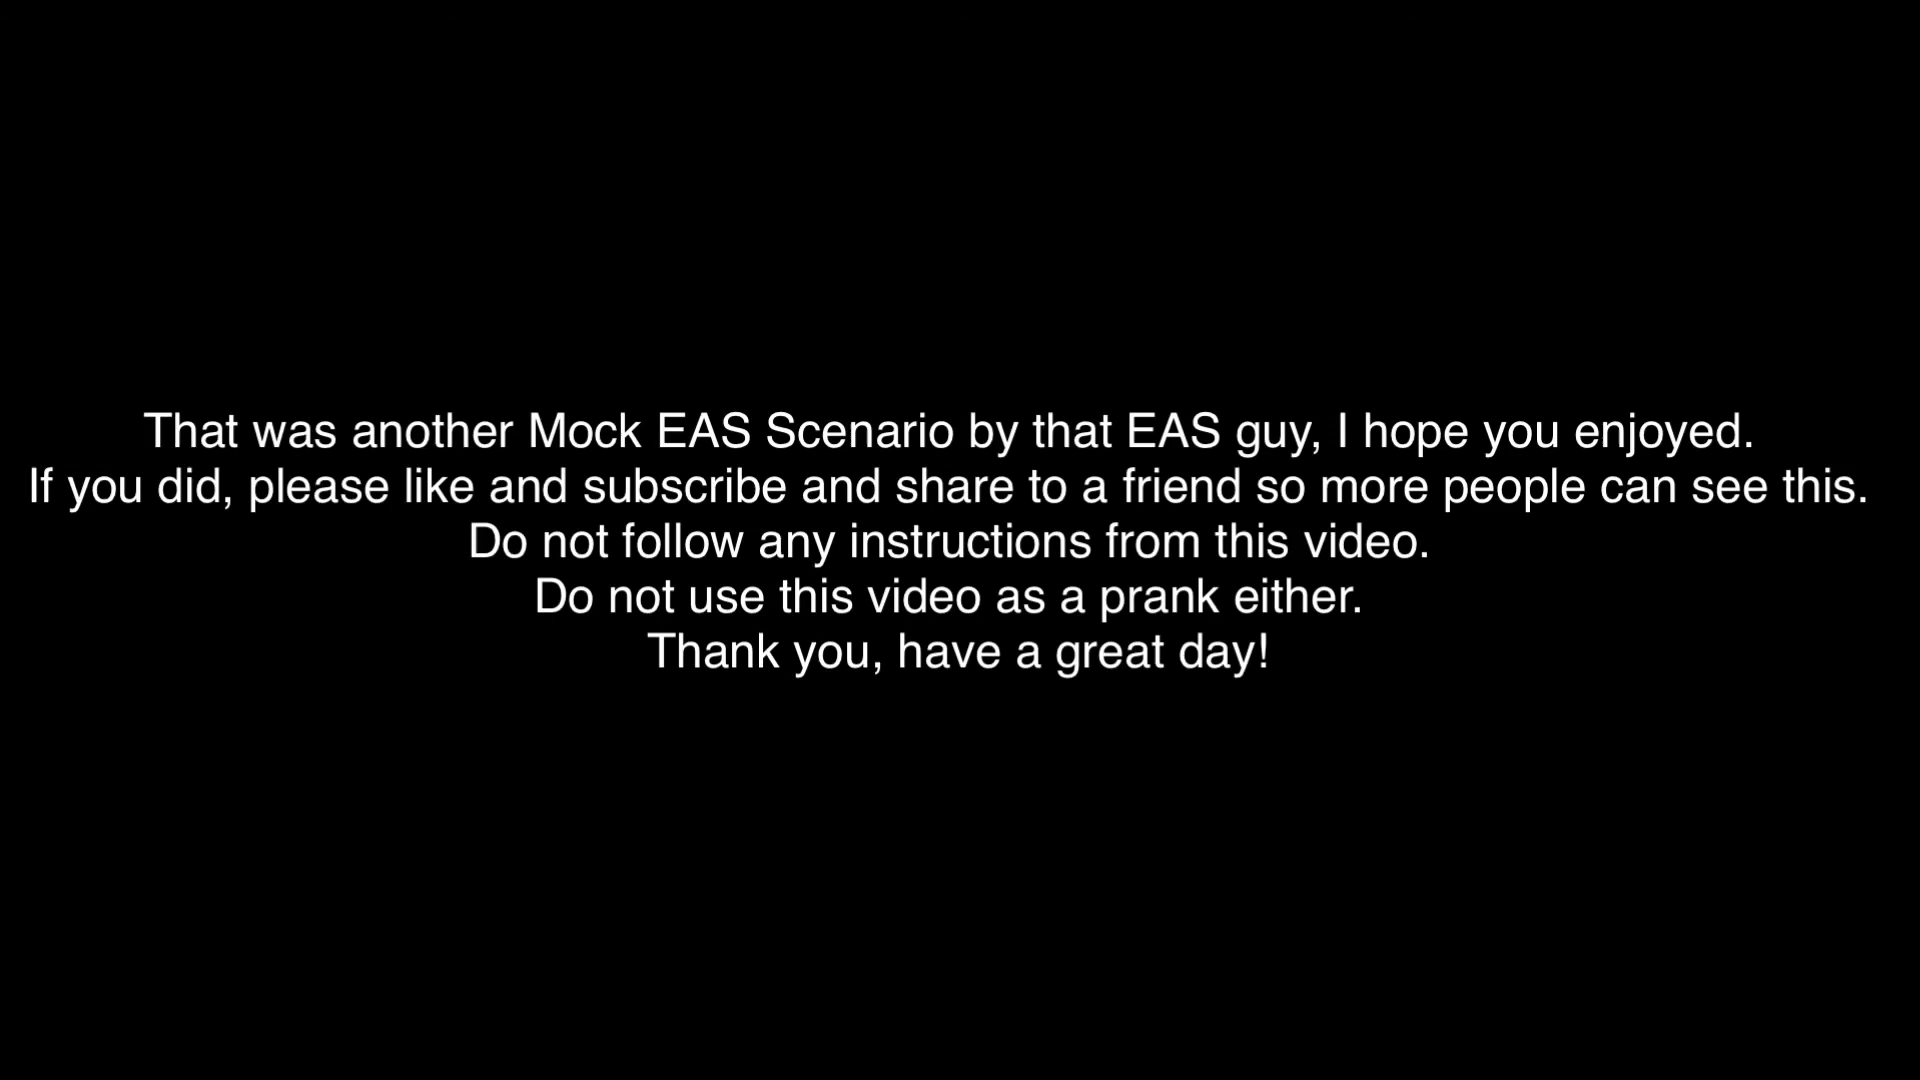 That was another Mock EAS Scenario by that EAS guy, I hope you enjoyed.
If you did, please like and subscribe and share to a friend so more people can see this.
Do not follow any instructions from this video.
Do not use this video as a prank either.
Thank you, have a great day!